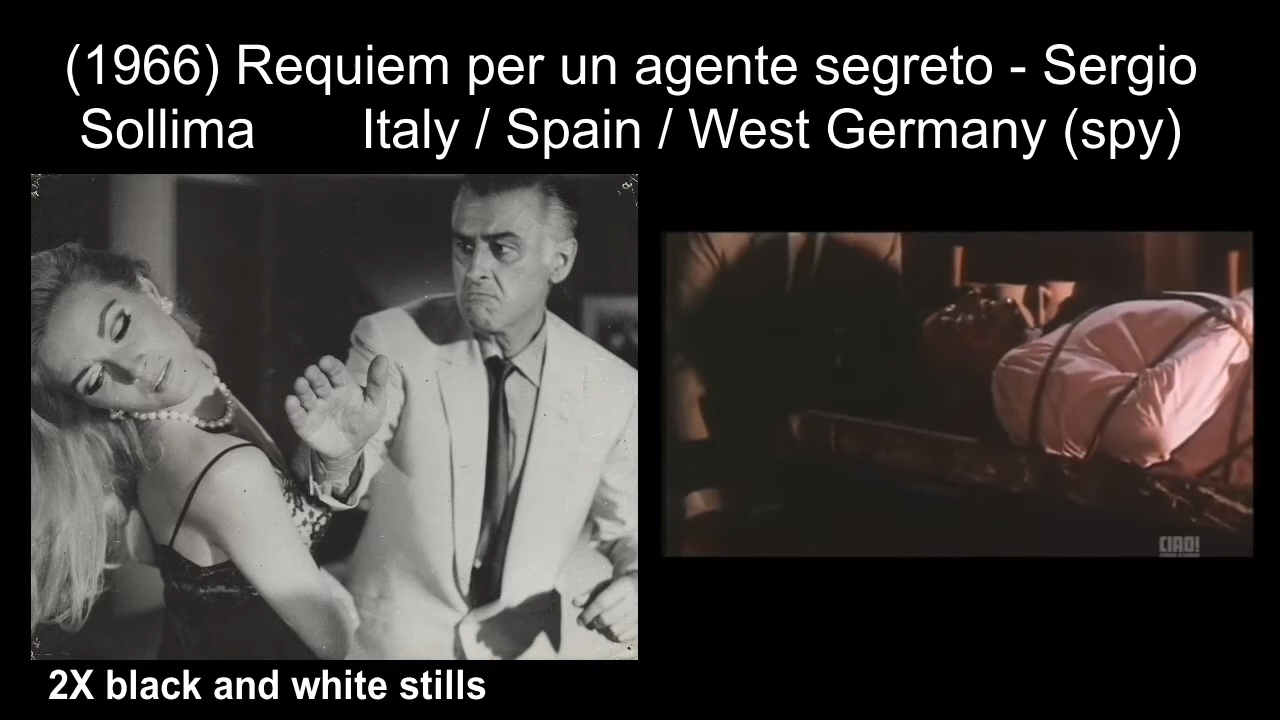 (1966) Requiem per un agente segreto - Sergio
Sollima Italy / Spain / West Germany (spy)
CIAO!
2X black and white stills